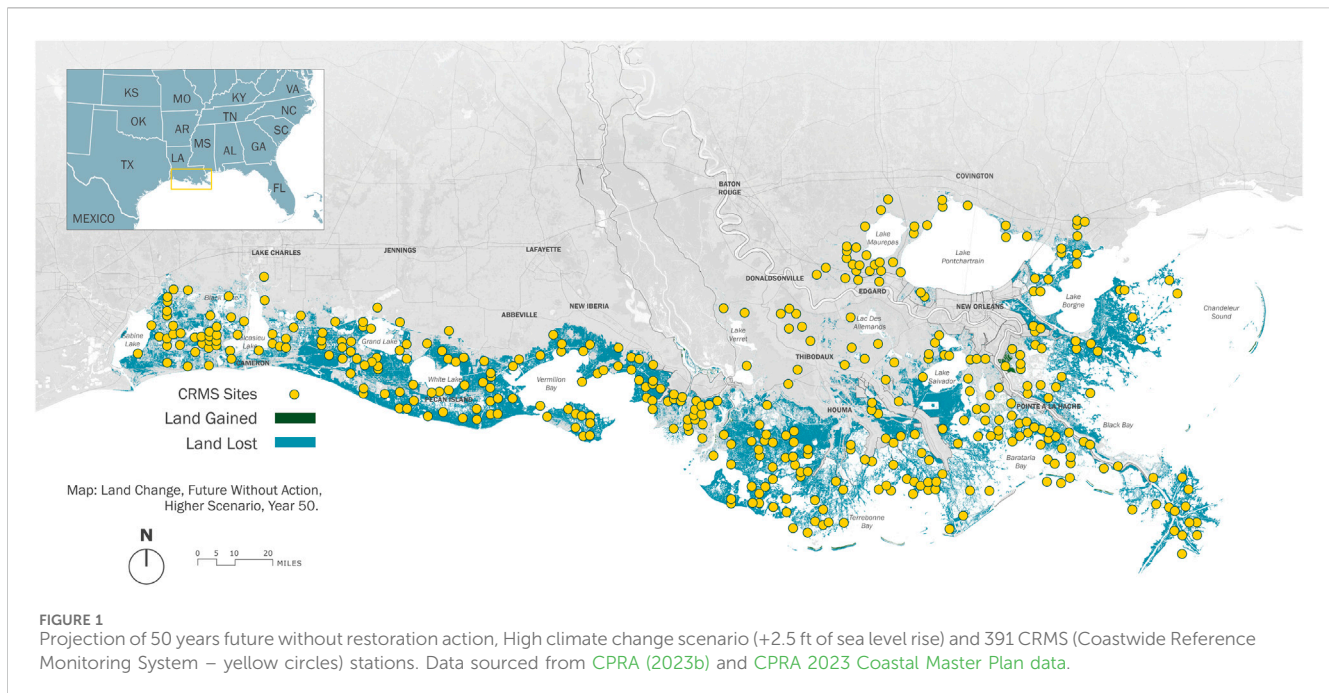 KS
MO
KY
VA
OK
AR
TN
NC
SC
MS
LA
AL
GA
TX
FL
MEXICO
COVINGTON
BATON
ROUGE
Lake
Maurepas
Lake
Pontchartrain
LAKE CHARLES
JENNINGS
LAFAYETTE
DONALDSONVILLE
EDGARD
NEW ORLEANS
Lake
Borgne
Chandeleur
Sound
NEW IBERIA
ABBEVILLE
Lac Des
Allemands
Lake
Verret
THIBODAUX
Lake
Grand Lake
White Lake
PECAN ISLAND
Vermilion
Bay
Lake
Salvador
HOUMA
POINTE A LA HACHE
Black Bay
Barataria
Bay
Terrebonne
Bay
CRMS Sites
Land Gained
Land Lost
Map: Land Change, Future Without Action,
Higher Scenario, Year 50.
N
0 5 10 20
MILES
FIGURE 1
Projection of 50 years future without restoration action, High climate change scenario (+2.5 ft of sea level rise) and 391 CRMS (Coastwide Reference
Monitoring System – yellow circles) stations. Data sourced from CPRA (2023b) and CPRA 2023 Coastal Master Plan data.